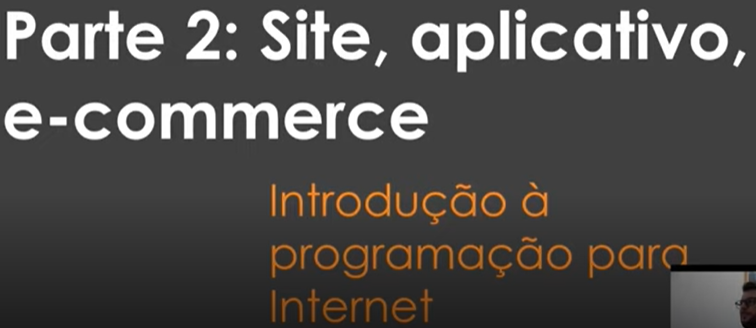 Parte 2: Site, aplicativo,
e-commerce
Introdução à
programação para
Internet